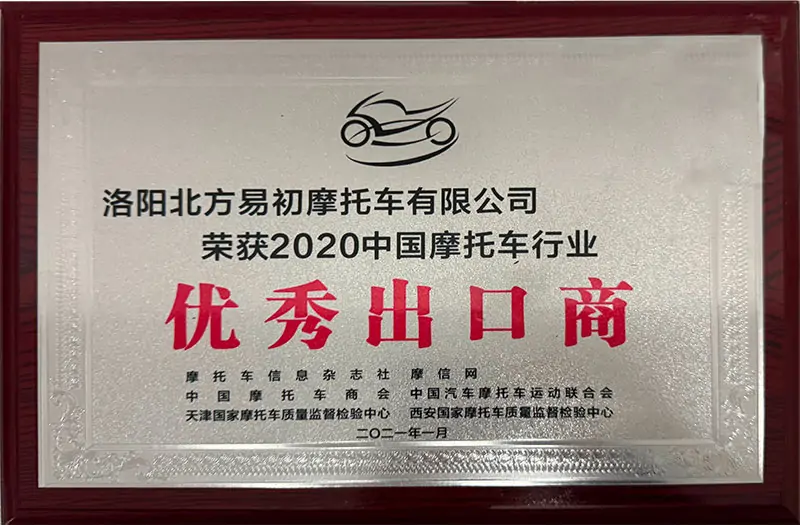 洛阳北方易初摩托车有限公司
荣获2020中国摩托车行业
优秀出口商
摩托车信息杂志社 摩信网
中国摩托车商会 中国汽车摩托车运动联合会
天津国家摩托车质量监督检验中心 西安国家摩托车质量监督检验中心
二〇二一年一月